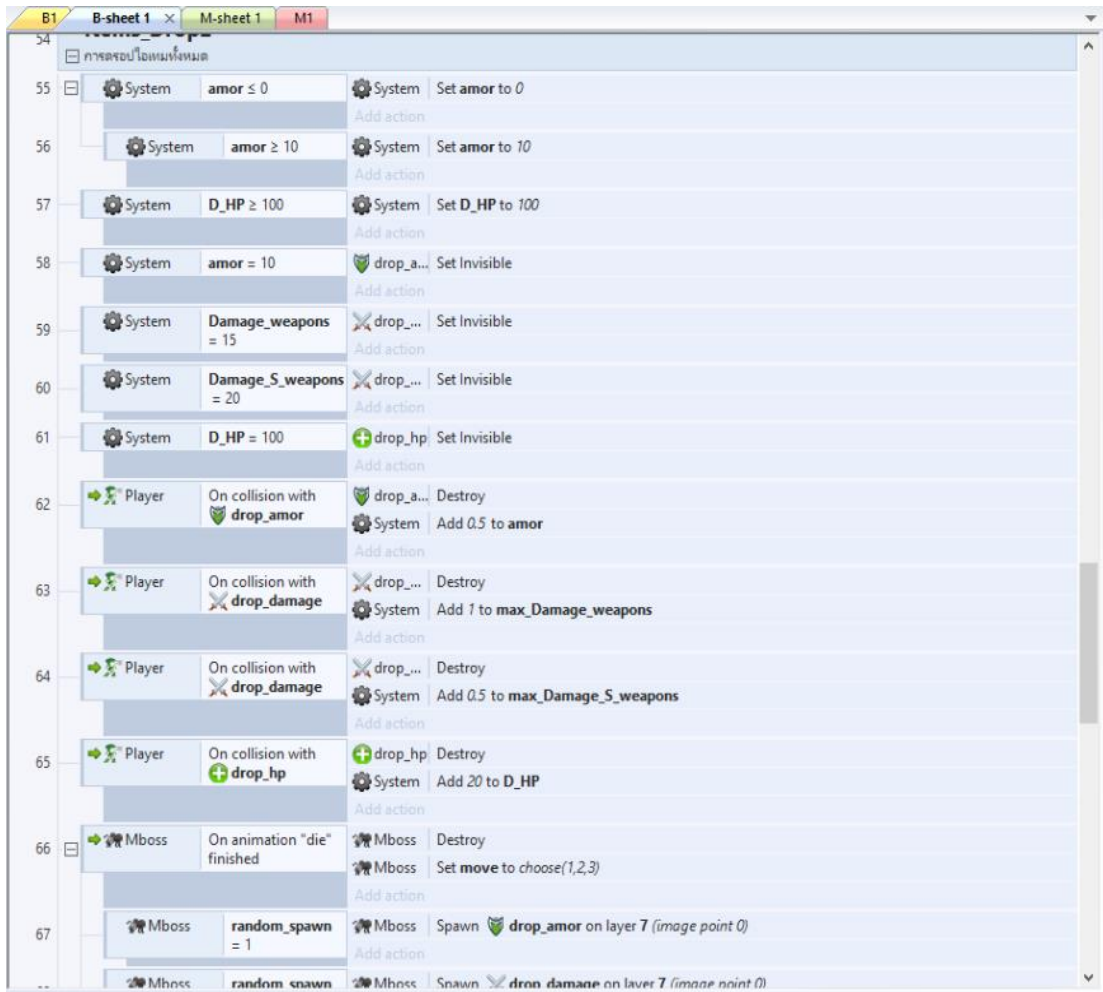 B1 B-sheet 1 × M-sheet 1 M1
54
การดรอปไอเทมทั้งหมด
55 System amor ≤ 0 System Set amor to 0
Add action
56 System amor ≥ 10 System Set amor to 10
Add action
57 System D_HP ≥ 100 System Set D_HP to 100
Add action
58 System amor = 10 drop_a... Set Invisible
Add action
59 System Damage_weapons drop_... Set Invisible
= 15
Add action
60 System Damage_S_weapons drop_... Set Invisible
= 20
Add action
61 System D_HP = 100 drop_hp Set Invisible
Add action
62 Player On collision with drop_a... Destroy
drop_amor System Add 0.5 to amor
Add action
63 Player On collision with drop_... Destroy
drop_damage System Add 1 to max_Damage_weapons
Add action
64 Player On collision with drop_... Destroy
drop_damage System Add 0.5 to max_Damage_S_weapons
Add action
65 Player On collision with drop_hp Destroy
drop_hp System Add 20 to D_HP
Add action
66 Mboss On animation "die" Mboss Destroy
finished Mboss Set move to choose(1,2,3)
Add action
67 Mboss random_spawn Mboss Spawn drop_amor on layer 7 (image point 0)
= 1
Add action
Mboss random_spawn Mboss Spawn drop_damage on layer 7 (image point 0)